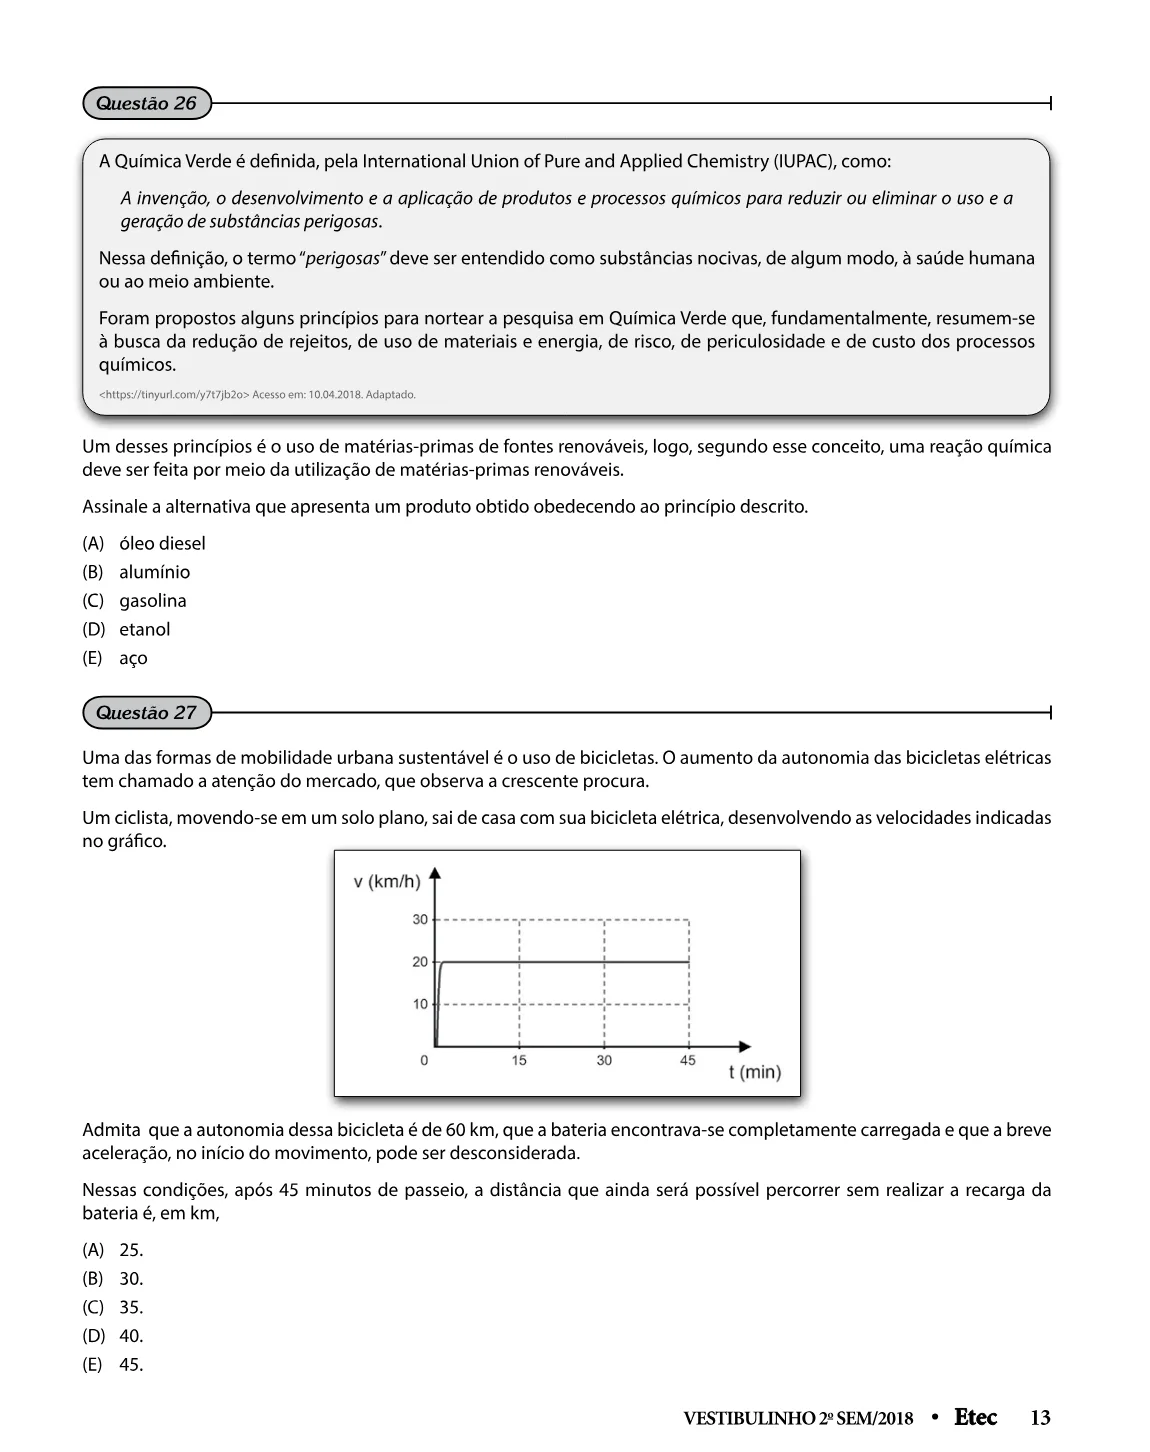 Questão 26
A Química Verde é definida, pela International Union of Pure and Applied Chemistry (IUPAC), como:
A invenção, o desenvolvimento e a aplicação de produtos e processos químicos para reduzir ou eliminar o uso e a
geração de substâncias perigosas.
Nessa definição, o termo “perigosas” deve ser entendido como substâncias nocivas, de algum modo, à saúde humana
ou ao meio ambiente.
Foram propostos alguns princípios para nortear a pesquisa em Química Verde que, fundamentalmente, resumem-se
à busca da redução de rejeitos, de uso de materiais e energia, de risco, de periculosidade e de custo dos processos
químicos.
<https://tinyurl.com/y7t7jb2o> Acesso em: 10.04.2018. Adaptado.
Um desses princípios é o uso de matérias-primas de fontes renováveis, logo, segundo esse conceito, uma reação química
deve ser feita por meio da utilização de matérias-primas renováveis.
Assinale a alternativa que apresenta um produto obtido obedecendo ao princípio descrito.
(A) óleo diesel
(B) alumínio
(C) gasolina
(D) etanol
(E) aço
Questão 27
Uma das formas de mobilidade urbana sustentável é o uso de bicicletas. O aumento da autonomia das bicicletas elétricas
tem chamado a atenção do mercado, que observa a crescente procura.
Um ciclista, movendo-se em um solo plano, sai de casa com sua bicicleta elétrica, desenvolvendo as velocidades indicadas
no gráfico.
v (km/h)
30
20
10
0 15 30 45
t (min)
Admita que a autonomia dessa bicicleta é de 60 km, que a bateria encontrava-se completamente carregada e que a breve
aceleração, no início do movimento, pode ser desconsiderada.
Nessas condições, após 45 minutos de passeio, a distância que ainda será possível percorrer sem realizar a recarga da
bateria é, em km,
(A) 25.
(B) 30.
(C) 35.
(D) 40.
(E) 45.
VESTIBULINHO 2º SEM/2018 • Etec 13